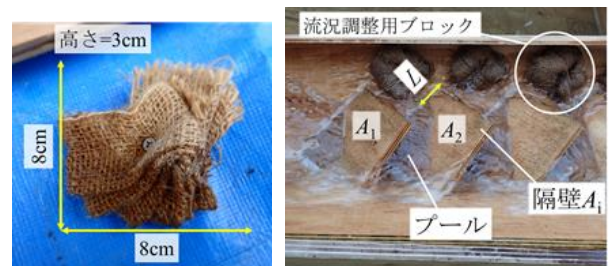 高さ=3cm
8cm
8cm
流況調整用ブロック
L
A1
A2
隔壁Ai
プール